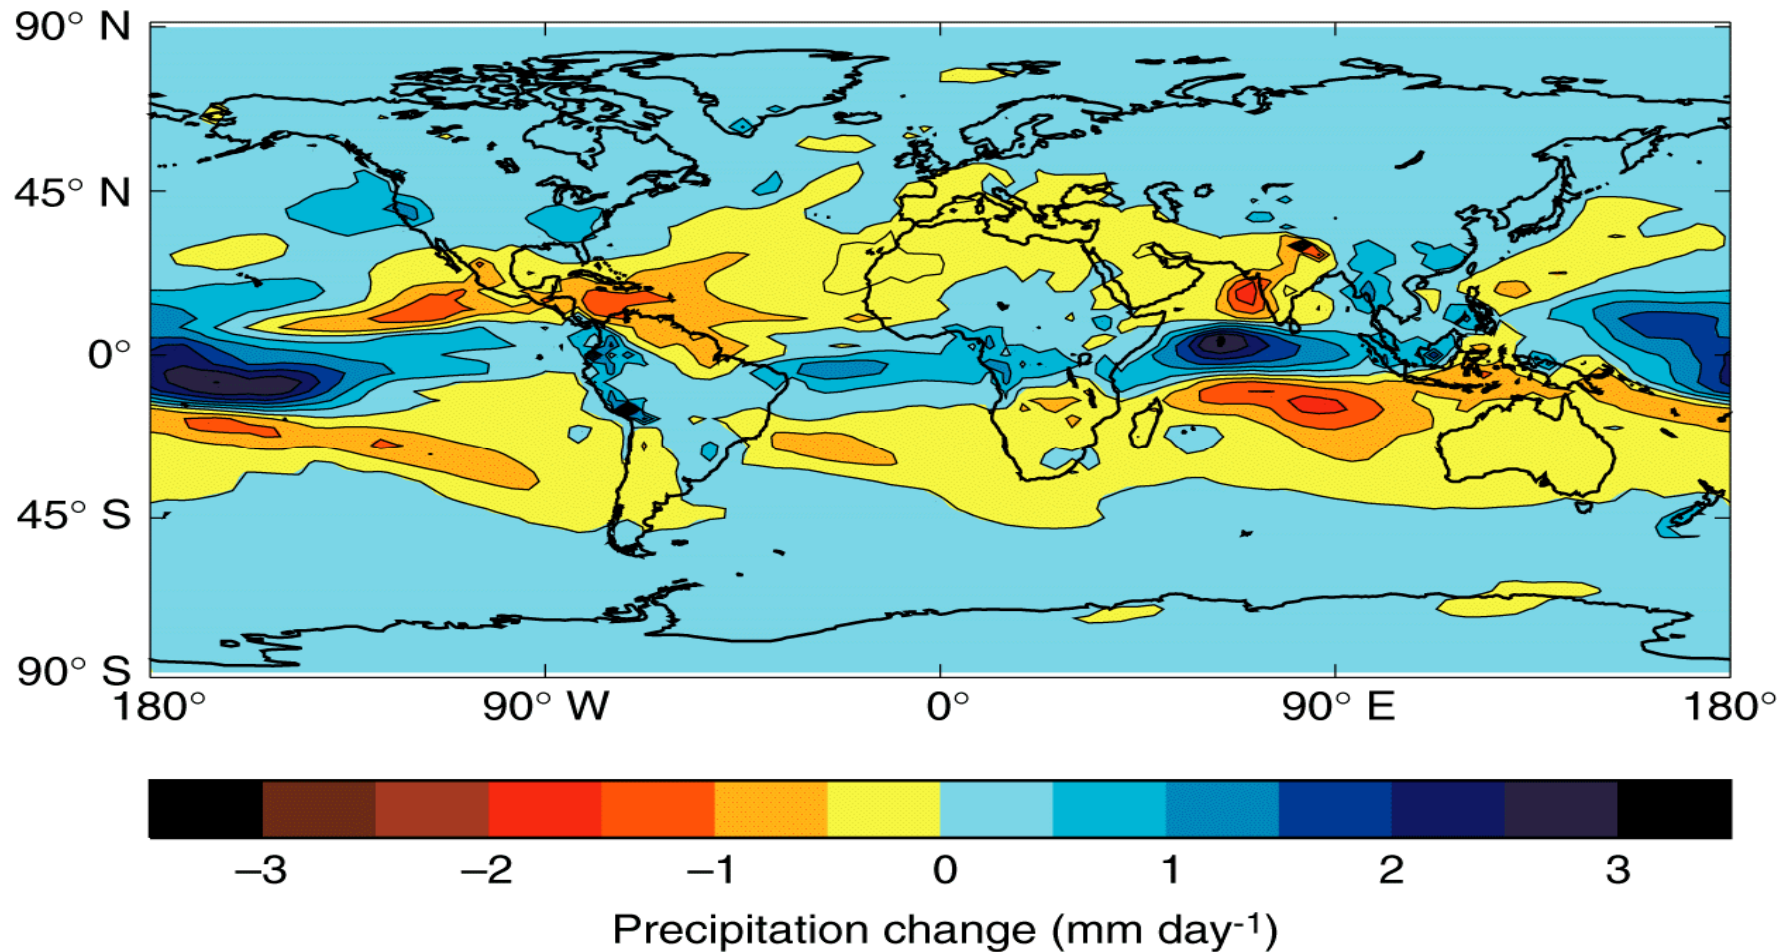 90° N
45° N
0°
45° S
90° S
180° 90° W 0° 90° E 180°
–3 –2 –1 0 1 2 3
Precipitation change (mm day-1)